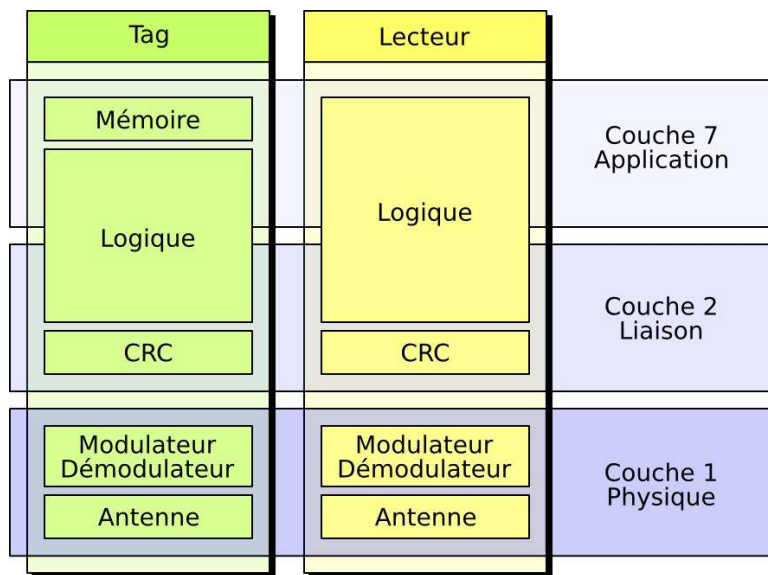 Tag
Lecteur
Mémoire
Logique
CRC
Modulateur
Démodulateur
Antenne
Logique
CRC
Modulateur
Démodulateur
Antenne
Couche 7
Application
Couche 2
Liaison
Couche 1
Physique